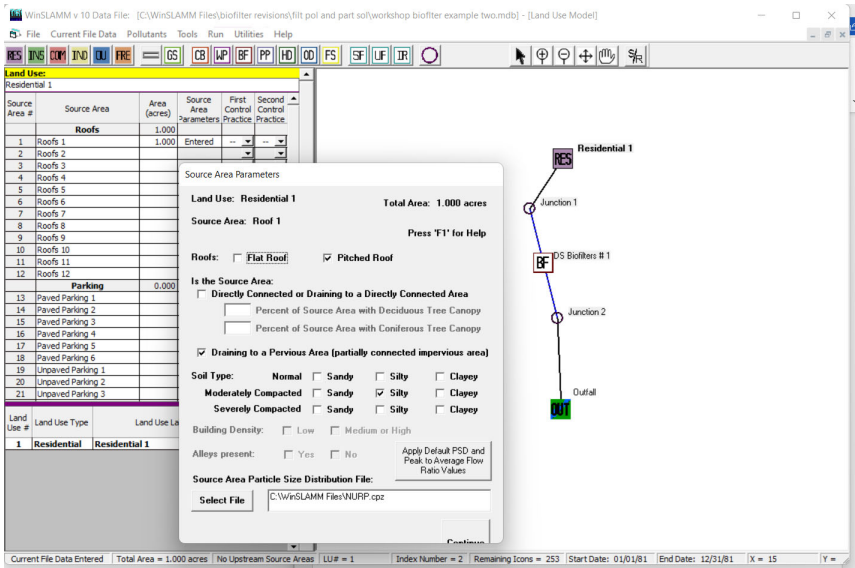 WinSLAMM v 10 Data File: [C:\WinSLAMM Files\biofilter revisions\filt pol and part sol\workshop bioflter example two.mdb] - [Land Use Model]
File Current File Data Pollutants Tools Run Utilities Help
RES INS COM IND OU FRE GS CB WP BF PP HD OD FS SF UF IR S/R
Land Use:
Residential 1
Source Area # Source Area Area (acres) Source Area Parameters First Control Practice Second Control Practice
Roofs 1.000
1 Roofs 1 1.000 Entered -- --
2 Roofs 2
3 Roofs 3
4 Roofs 4
5 Roofs 5
6 Roofs 6
7 Roofs 7
8 Roofs 8
9 Roofs 9
10 Roofs 10
11 Roofs 11
12 Roofs 12
Parking 0.000
13 Paved Parking 1
14 Paved Parking 2
15 Paved Parking 3
16 Paved Parking 4
17 Paved Parking 5
18 Paved Parking 6
19 Unpaved Parking 1
20 Unpaved Parking 2
21 Unpaved Parking 3
Land Use # Land Use Type Land Use La
1 Residential Residential 1
Source Area Parameters
Land Use: Residential 1
Total Area: 1.000 acres
Source Area: Roof 1
Press 'F1' for Help
Roofs: Flat Roof Pitched Roof
Is the Source Area:
Directly Connected or Draining to a Directly Connected Area
Percent of Source Area with Deciduous Tree Canopy
Percent of Source Area with Coniferous Tree Canopy
Draining to a Pervious Area (partially connected impervious area)
Soil Type: Normal Sandy Silty Clayey
Moderately Compacted Sandy Silty Clayey
Severely Compacted Sandy Silty Clayey
Building Density: Low Medium or High
Alleys present: Yes No
Apply Default PSD and
Peak to Average Flow
Ratio Values
Source Area Particle Size Distribution File:
Select File C:\WinSLAMM Files\NURP.cpz
Continue
RES Residential 1
Junction 1
BF DS Biofilters # 1
Junction 2
Outfall
OUT
Current File Data Entered Total Area = 1.000 acres No Upstream Source Areas LU# = 1 Index Number = 2 Remaining Icons = 253 Start Date: 01/01/81 End Date: 12/31/81 X = 15 Y =